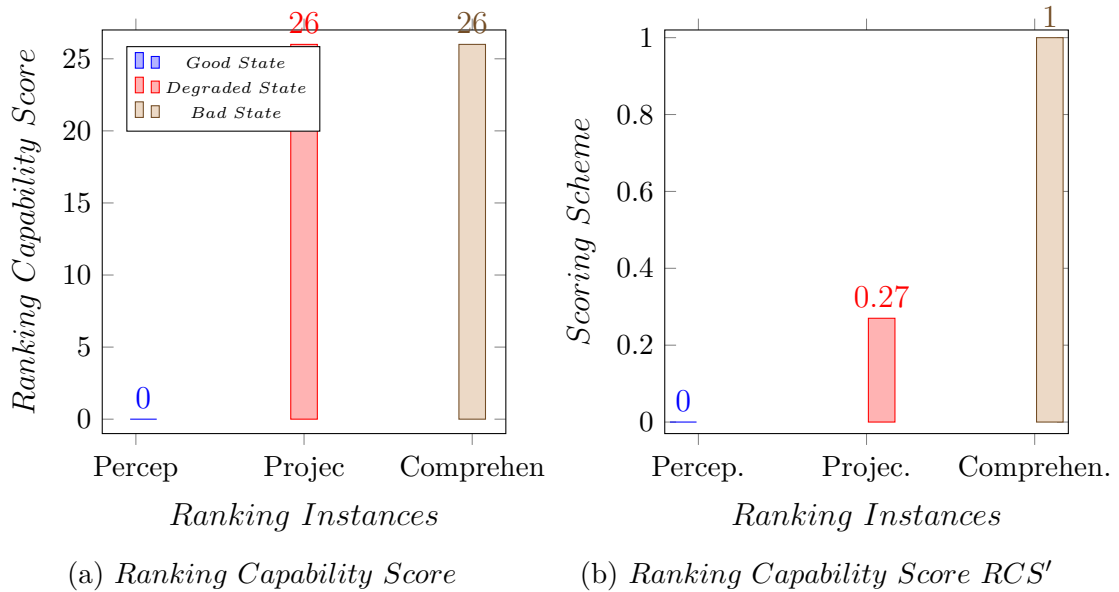 26
26
25
20
15
10
5
0
Ranking Capability Score
Good State
Degraded State
Bad State
0
Percep
Projec
Comprehen
Ranking Instances
(a) Ranking Capability Score
1
1
0.8
0.6
0.4
0.2
0
Scoring Scheme
0
0.27
Percep.
Projec.
Comprehen.
Ranking Instances
(b) Ranking Capability Score RCS′